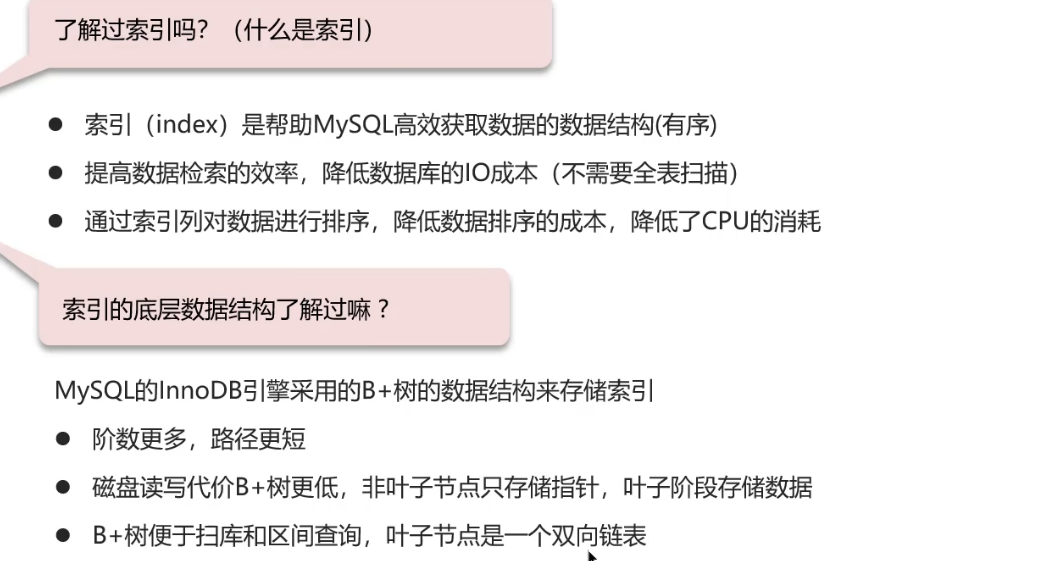 了解过索引吗？（什么是索引）
● 索引（index）是帮助MySQL高效获取数据的数据结构(有序)
● 提高数据检索的效率，降低数据库的IO成本（不需要全表扫描）
● 通过索引列对数据进行排序，降低数据排序的成本，降低了CPU的消耗
索引的底层数据结构了解过嘛 ?
MySQL的InnoDB引擎采用的B+树的数据结构来存储索引
● 阶数更多，路径更短
● 磁盘读写代价B+树更低，非叶子节点只存储指针，叶子阶段存储数据
● B+树便于扫库和区间查询，叶子节点是一个双向链表